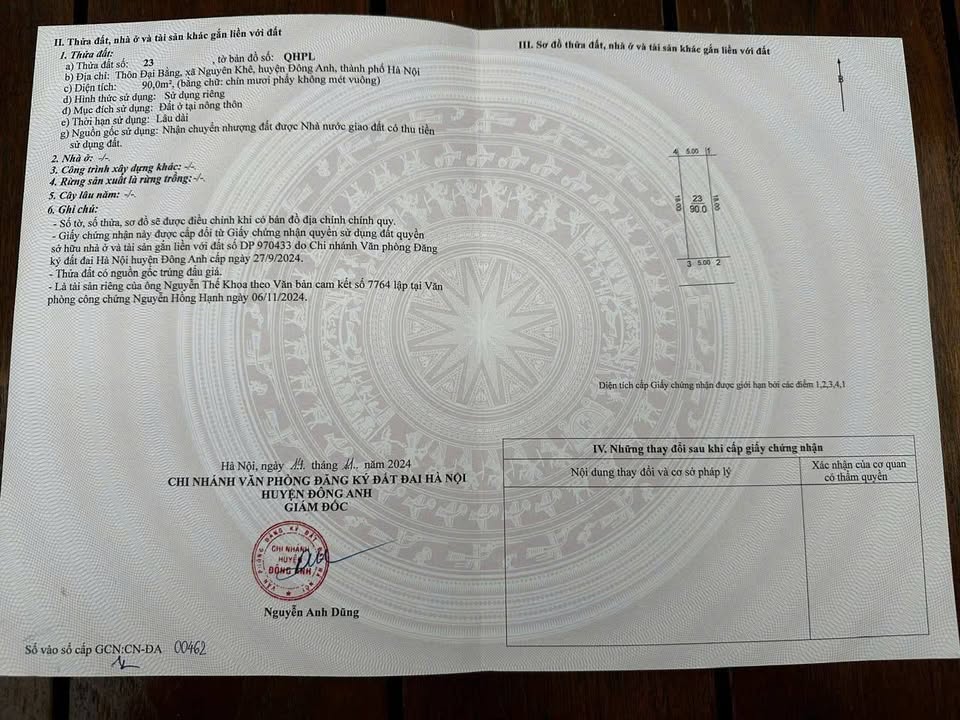 II. Thửa đất, nhà ở và tài sản khác gắn liền với đất
1. Thửa đất:
a) Thửa đất số: 23 , tờ bản đồ số: QHPL
b) Địa chỉ: Thôn Đại Bằng, xã Nguyên Khê, huyện Đông Anh, thành phố Hà Nội
c) Diện tích: 90,0m², (bằng chữ: chín mươi phẩy không mét vuông)
d) Hình thức sử dụng: Sử dụng riêng
đ) Mục đích sử dụng: Đất ở tại nông thôn
e) Thời hạn sử dụng: Lâu dài
g) Nguồn gốc sử dụng: Nhận chuyển nhượng đất được Nhà nước giao đất có thu tiền
sử dụng đất.
2. Nhà ở: -/-.
3. Công trình xây dựng khác: -/-.
4. Rừng sản xuất là rừng trồng: -/-.
5. Cây lâu năm: -/-.
6. Ghi chú:
- Số tờ, số thửa, sơ đồ sẽ được điều chỉnh khi có bản đồ địa chính chính quy.
- Giấy chứng nhận này được cấp đổi từ Giấy chứng nhận quyền sử dụng đất quyền
sở hữu nhà ở và tài sản gắn liền với đất số DP 970433 do Chi nhánh Văn phòng Đăng
ký đất đai Hà Nội huyện Đông Anh cấp ngày 27/9/2024.
- Thửa đất có nguồn gốc trúng đấu giá.
- Là tài sản riêng của ông Nguyễn Thế Khoa theo Văn bản cam kết số 7764 lập tại Văn
phòng công chứng Nguyễn Hồng Hạnh ngày 06/11/2024.
Hà Nội, ngày 19 tháng 11 năm 2024
CHI NHÁNH VĂN PHÒNG ĐĂNG KÝ ĐẤT ĐAI HÀ NỘI
HUYỆN ĐÔNG ANH
GIÁM ĐỐC
CHI NHÁNH
HUYỆN
ĐÔNG ANH
Nguyễn Anh Dũng
Số vào sổ cấp GCN:CN-ĐA 00462
III. Sơ đồ thửa đất, nhà ở và tài sản khác gắn liền với đất
B
4 5.00 1
18.00 23 18.00
90.0
3 5.00 2
Diện tích cấp Giấy chứng nhận được giới hạn bởi các điểm 1,2,3,4,1
IV. Những thay đổi sau khi cấp giấy chứng nhận
Nội dung thay đổi và cơ sở pháp lý
Xác nhận của cơ quan
có thẩm quyền